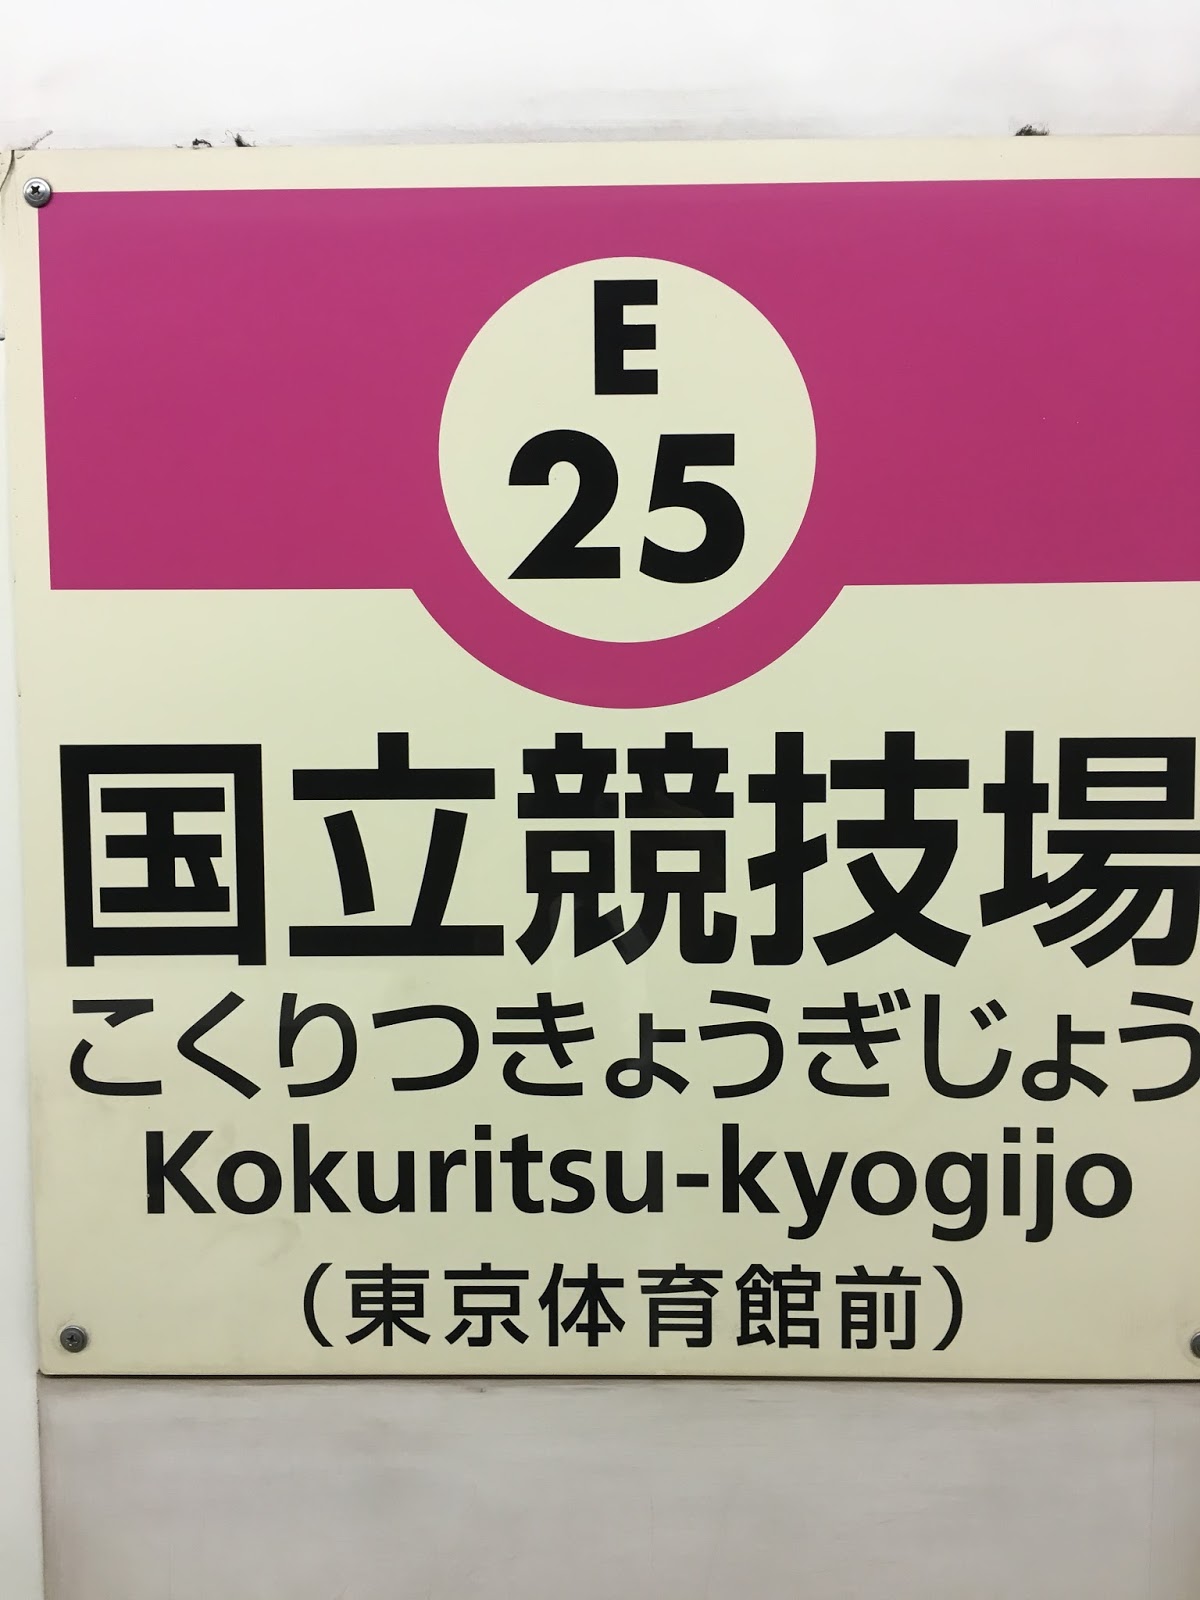 E
25
国立競技場
こくりつきょうぎじょう
Kokuritsu-kyogijo
（東京体育館前）